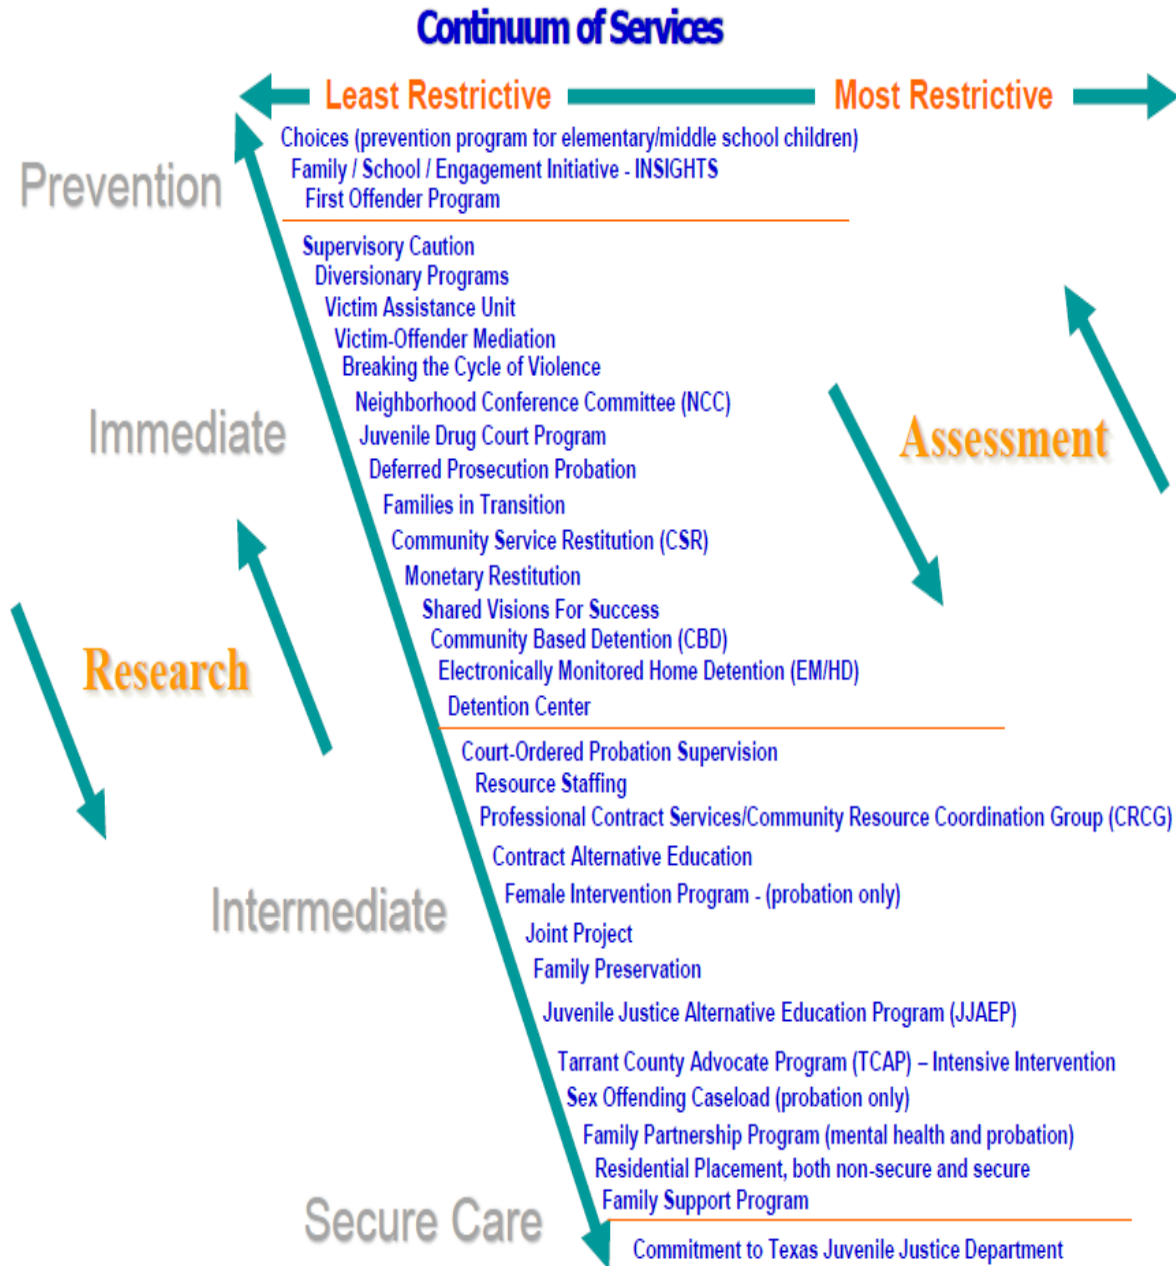 Continuum of Services
Least Restrictive Most Restrictive
Prevention
Choices (prevention program for elementary/middle school children)
Family / School / Engagement Initiative - INSIGHTS
First Offender Program
Immediate
Supervisory Caution
Diversionary Programs
Victim Assistance Unit
Victim-Offender Mediation
Breaking the Cycle of Violence
Neighborhood Conference Committee (NCC)
Juvenile Drug Court Program
Deferred Prosecution Probation
Families in Transition
Community Service Restitution (CSR)
Monetary Restitution
Shared Visions For Success
Community Based Detention (CBD)
Electronically Monitored Home Detention (EM/HD)
Detention Center
Assessment
Research
Intermediate
Court-Ordered Probation Supervision
Resource Staffing
Professional Contract Services/Community Resource Coordination Group (CRCG)
Contract Alternative Education
Female Intervention Program - (probation only)
Joint Project
Family Preservation
Juvenile Justice Alternative Education Program (JJAEP)
Tarrant County Advocate Program (TCAP) – Intensive Intervention
Sex Offending Caseload (probation only)
Family Partnership Program (mental health and probation)
Residential Placement, both non-secure and secure
Family Support Program
Secure Care
Commitment to Texas Juvenile Justice Department